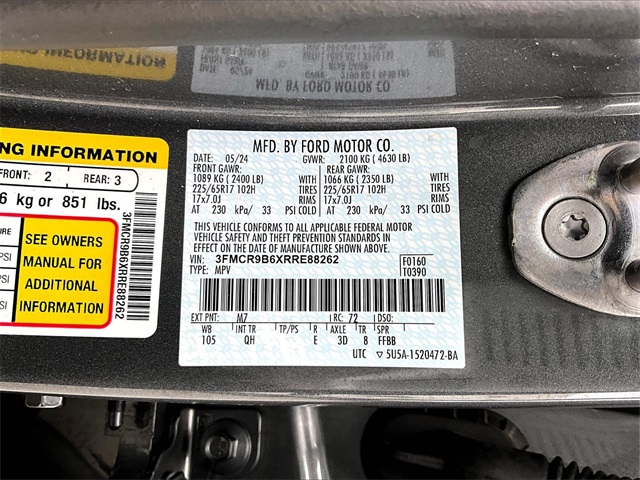 MFD. BY FORD MOTOR CO.
DATE: 05/24 GVWR: 2100 KG ( 4630 LB)
FRONT GAWR: REAR GAWR:
1089 KG ( 2400 LB) 1066 KG ( 2350 LB)
225/65R17 102H TIRES 225/65R17 102H TIRES
17x7.0J RIMS 17x7.0J RIMS
AT 230 kPa/ 33 PSI COLD AT 230 kPa/ 33 PSI COLD
THIS VEHICLE CONFORMS TO ALL APPLICABLE FEDERAL MOTOR
VEHICLE SAFETY AND THEFT PREVENTION STANDARDS IN
EFFECT ON THE DATE OF MANUFACTURE SHOWN ABOVE.
VIN: 3FMCR9B6XRRE88262 F0160
TYPE: MPV T0390
EXT PNT: M7 RC: 72 DSO:
WB INT TR TP/PS R AXLE TR SPR
105 QH E 3D 8 FFBB
UTC 5U5A-1520472-BA
NG INFORMATION
FRONT: 2 REAR: 3
6 kg or 851 lbs.
SEE OWNERS
MANUAL FOR
ADDITIONAL
INFORMATION
PSI
PSI
3FMCR9B6XRRE88262
MFD. BY FORD MOTOR CO